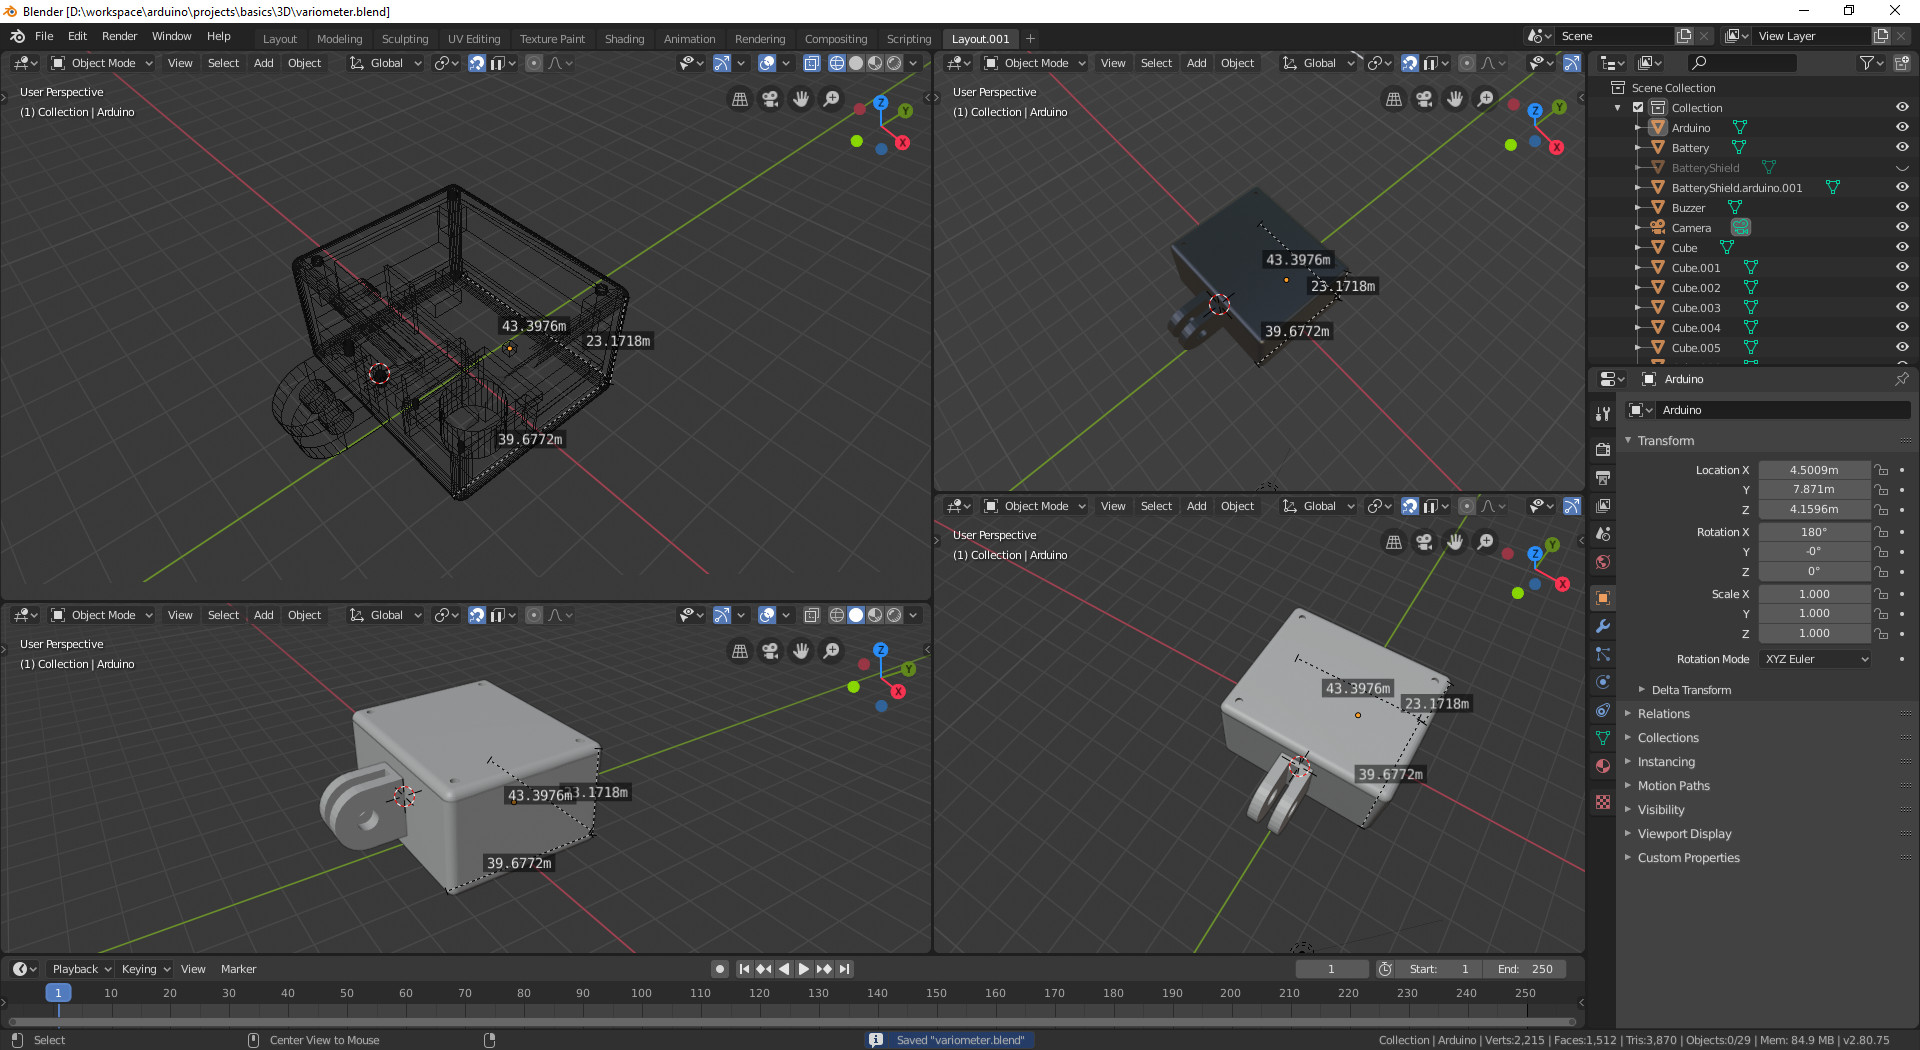 Blender [D:\workspace\arduino\projects\basics\3D\variometer.blend]
File Edit Render Window Help
Layout Modeling Sculpting UV Editing Texture Paint Shading Animation Rendering Compositing Scripting Layout.001 +
Scene
View Layer
Object Mode View Select Add Object Global
User Perspective
(1) Collection | Arduino
Z
Y
X
43.3976m
23.1718m
39.6772m
Object Mode View Select Add Object Global
User Perspective
(1) Collection | Arduino
Z
Y
X
43.3976m
23.1718m
39.6772m
Object Mode View Select Add Object Global
User Perspective
(1) Collection | Arduino
Z
Y
X
43.3976m
3.1718m
39.6772m
Object Mode View Select Add Object Global
User Perspective
(1) Collection | Arduino
Z
Y
X
43.3976m
23.1718m
39.6772m
Scene Collection
Collection
Arduino
Battery
BatteryShield
BatteryShield.arduino.001
Buzzer
Camera
Cube
Cube.001
Cube.002
Cube.003
Cube.004
Cube.005
Arduino
Arduino
Transform
Location X 4.5009m
Y 7.871m
Z 4.1596m
Rotation X 180°
Y -0°
Z 0°
Scale X 1.000
Y 1.000
Z 1.000
Rotation Mode XYZ Euler
Delta Transform
Relations
Collections
Instancing
Motion Paths
Visibility
Viewport Display
Custom Properties
Playback Keying View Marker
1 Start: 1 End: 250
1 10 20 30 40 50 60 70 80 90 100 110 120 130 140 150 160 170 180 190 200 210 220 230 240 250
Select Center View to Mouse
Saved "variometer.blend"
Collection | Arduino | Verts:2,215 | Faces:1,512 | Tris:3,870 | Objects:0/29 | Mem: 84.9 MB | v2.80.75